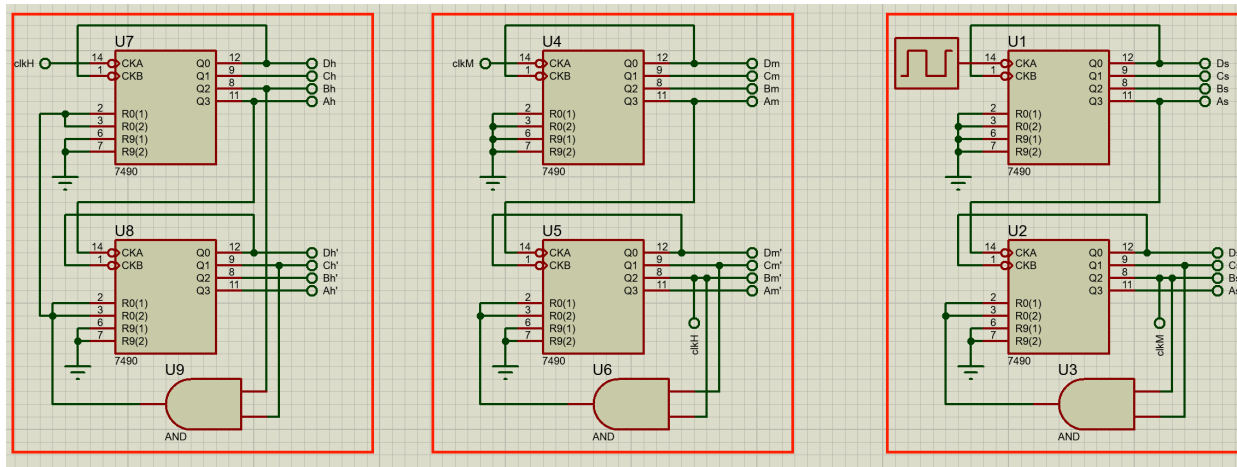 U7
clkH
14 CKA Q0 12 Dh
1 CKB Q1 9 Ch
Q2 8 Bh
Q3 11 Ah
2 R0(1)
3 R0(2)
6 R9(1)
7 R9(2)
7490
U8
14 CKA Q0 12 Dh'
1 CKB Q1 9 Ch'
Q2 8 Bh'
Q3 11 Ah'
2 R0(1)
3 R0(2)
6 R9(1)
7 R9(2)
7490
U9
AND
U4
clkM
14 CKA Q0 12 Dm
1 CKB Q1 9 Cm
Q2 8 Bm
Q3 11 Am
2 R0(1)
3 R0(2)
6 R9(1)
7 R9(2)
7490
U5
14 CKA Q0 12 Dm'
1 CKB Q1 9 Cm'
Q2 8 Bm'
Q3 11 Am'
2 R0(1)
3 R0(2)
6 R9(1)
7 R9(2)
clkH
7490
U6
AND
U1
14 CKA Q0 12 Ds
1 CKB Q1 9 Cs
Q2 8 Bs
Q3 11 As
2 R0(1)
3 R0(2)
6 R9(1)
7 R9(2)
7490
U2
14 CKA Q0 12
1 CKB Q1 9
Q2 8
Q3 11
2 R0(1)
3 R0(2)
6 R9(1)
7 R9(2)
clkM
7490
U3
AND